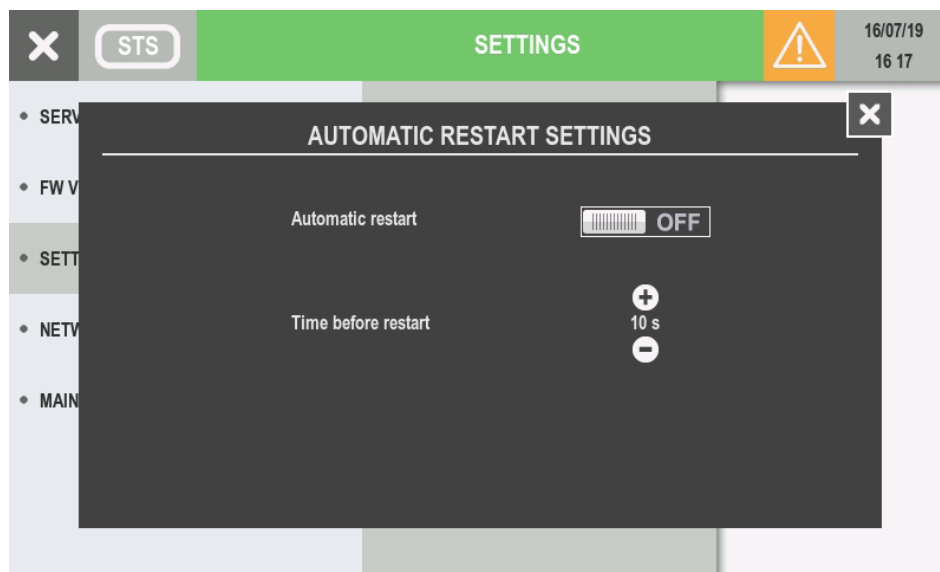 STS
SETTINGS
16/07/19
16 17
SERV
AUTOMATIC RESTART SETTINGS
FW V
Automatic restart
OFF
SETT
Time before restart
10 s
NETW
MAIN